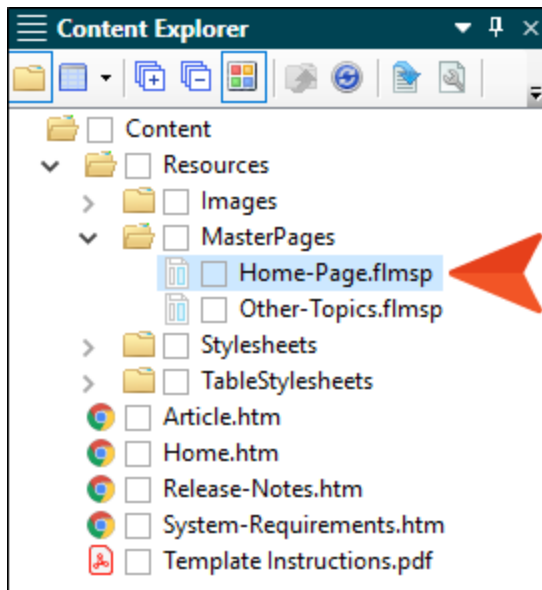 Content Explorer
Content
Resources
Images
MasterPages
Home-Page.flmsp
Other-Topics.flmsp
Stylesheets
TableStylesheets
Article.htm
Home.htm
Release-Notes.htm
System-Requirements.htm
Template Instructions.pdf